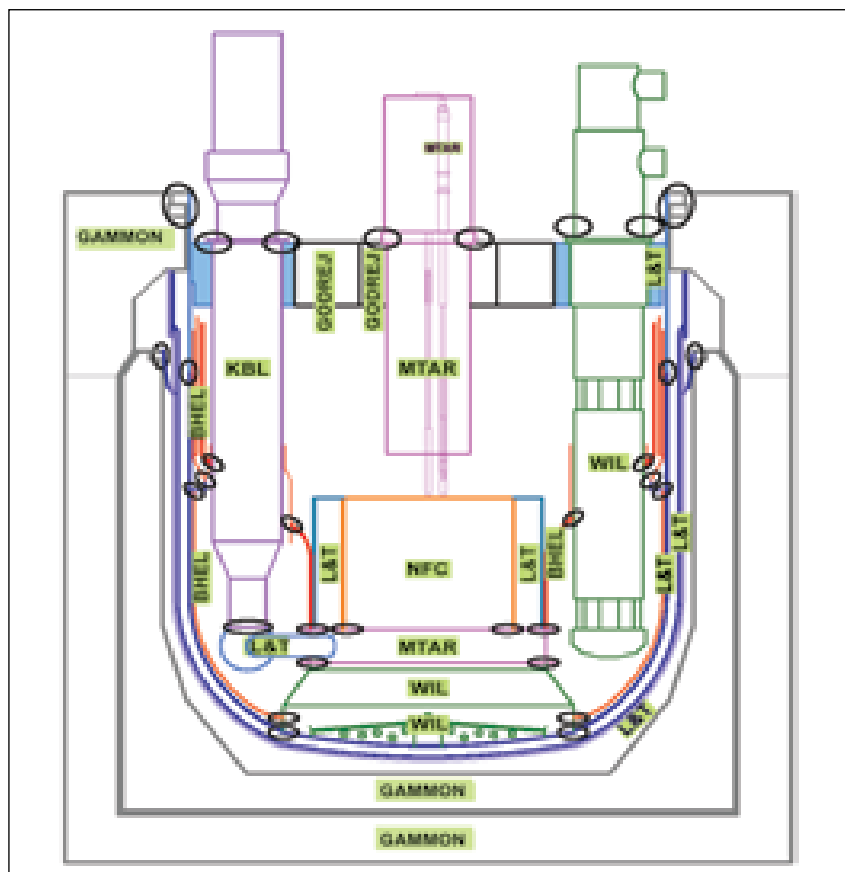 MTAR
GAMMON
L&T
GODREJ
GODREJ
KBL
MTAR
BHEL
WIL
L&T
BHEL
L&T
NFC
L&T
BHEL
L&T
L&T
MTAR
WIL
WIL
L&T
GAMMON
GAMMON